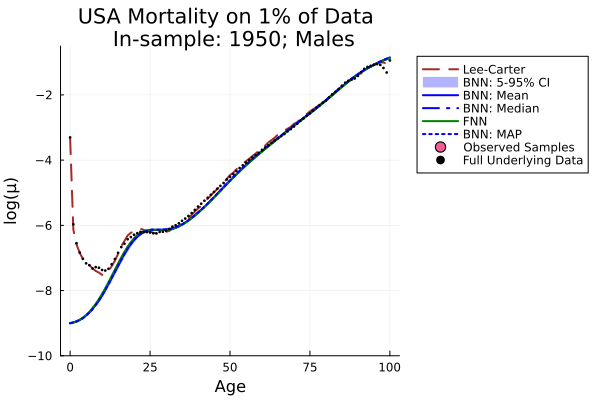 USA Mortality on 1% of Data
In-sample: 1950; Males
log(μ)
−2
−4
−6
−8
−10
0
25
50
75
100
Age
Lee-Carter
BNN: 5-95% CI
BNN: Mean
BNN: Median
FNN
BNN: MAP
Observed Samples
Full Underlying Data